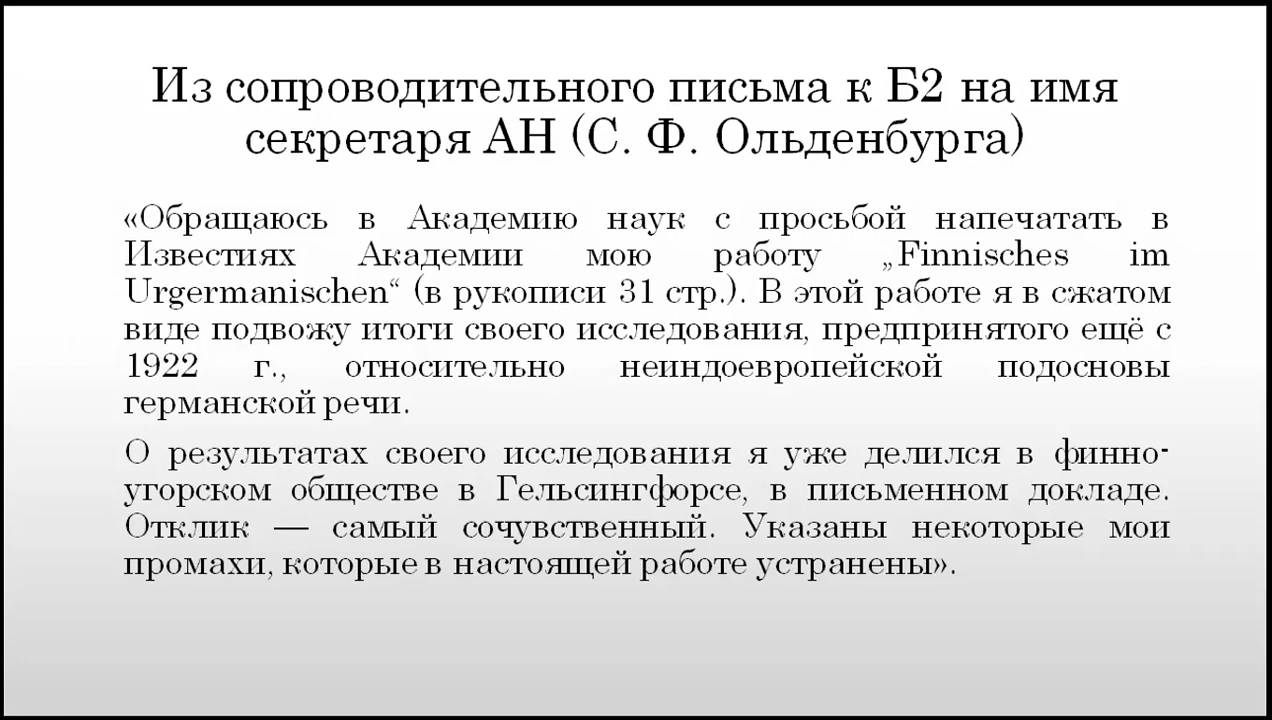 Из сопроводительного письма к Б2 на имя
секретаря АН (С. Ф. Ольденбурга)
«Обращаюсь в Академию наук с просьбой напечатать в
Известиях Академии мою работу „Finnisches im
Urgermanischen“ (в рукописи 31 стр.). В этой работе я в сжатом
виде подвожу итоги своего исследования, предпринятого ещё с
1922 г., относительно неиндоевропейской подосновы
германской речи.
О результатах своего исследования я уже делился в финно-
угорском обществе в Гельсингфорсе, в письменном докладе.
Отклик — самый сочувственный. Указаны некоторые мои
промахи, которые в настоящей работе устранены».